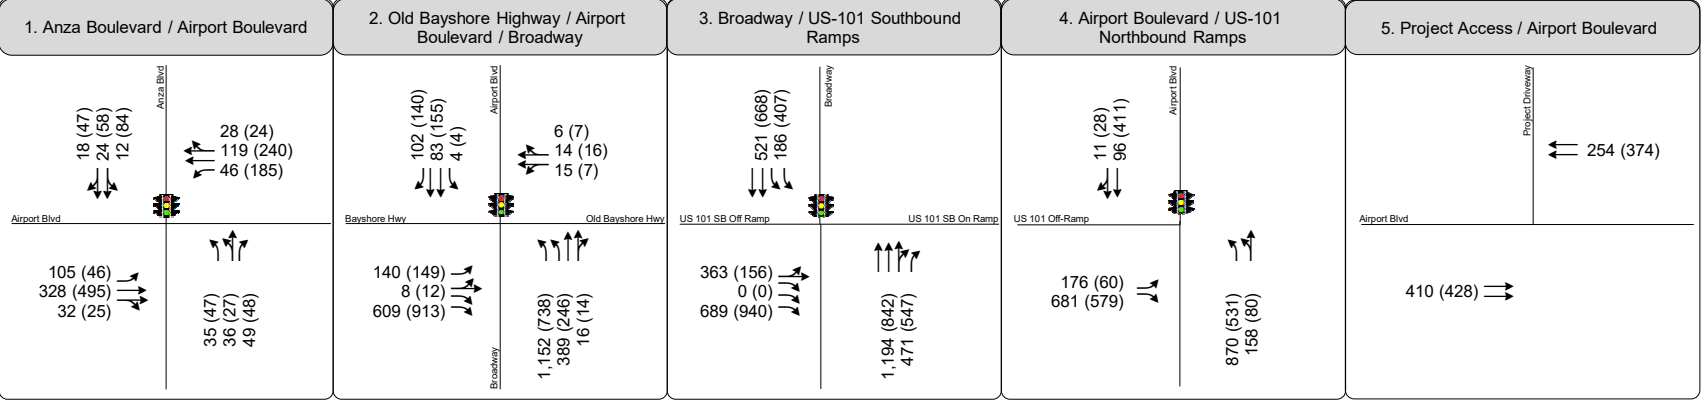 1. Anza Boulevard / Airport Boulevard
Anza Blvd
18 (47)
24 (58)
12 (84)
28 (24)
119 (240)
46 (185)
Airport Blvd
105 (46)
328 (495)
32 (25)
35 (47)
36 (27)
49 (48)
2. Old Bayshore Highway / Airport
Boulevard / Broadway
Airport Blvd
102 (140)
83 (155)
4 (4)
6 (7)
14 (16)
15 (7)
Bayshore Hwy
Old Bayshore Hwy
140 (149)
8 (12)
609 (913)
1,152 (738)
389 (246)
16 (14)
Broadway
3. Broadway / US-101 Southbound
Ramps
Broadway
521 (668)
186 (407)
US 101 SB Off Ramp
US 101 SB On Ramp
363 (156)
0 (0)
689 (940)
1,194 (842)
471 (547)
4. Airport Boulevard / US-101
Northbound Ramps
Airport Blvd
11 (28)
96 (411)
US 101 Off-Ramp
176 (60)
681 (579)
870 (531)
158 (80)
5. Project Access / Airport Boulevard
Project Driveway
254 (374)
Airport Blvd
410 (428)